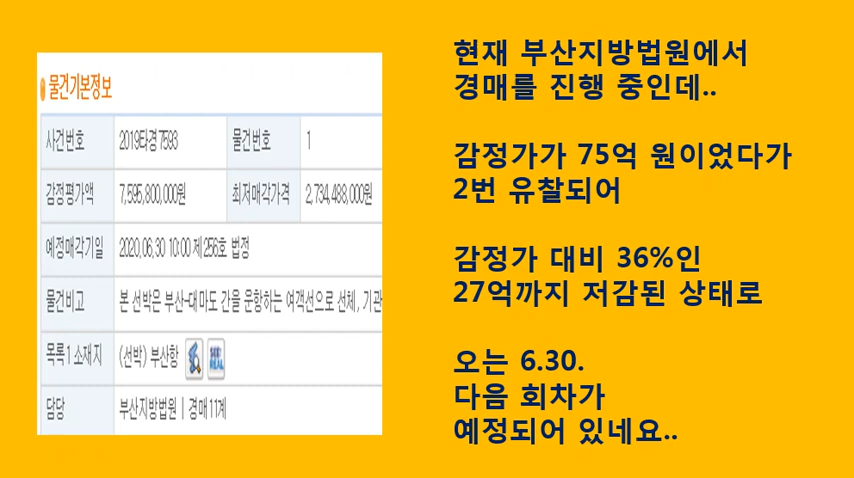 물건기본정보
사건번호 2019타경7593 물건번호 1
감정평가액 7,595,800,000원 최저매각가격 2,734,488,000원
예정매각기일 2020.06.30 10:00 제256호 법정
물건비고 본 선박은 부산-대마도 간을 운항하는 여객선으로 선체, 기관
목록1 소재지 (선박) 부산항
담당 부산지방법원 | 경매11계
현재 부산지방법원에서
경매를 진행 중인데..
감정가가 75억 원이었다가
2번 유찰되어
감정가 대비 36%인
27억까지 저감된 상태로
오는 6.30.
다음 회차가
예정되어 있네요..